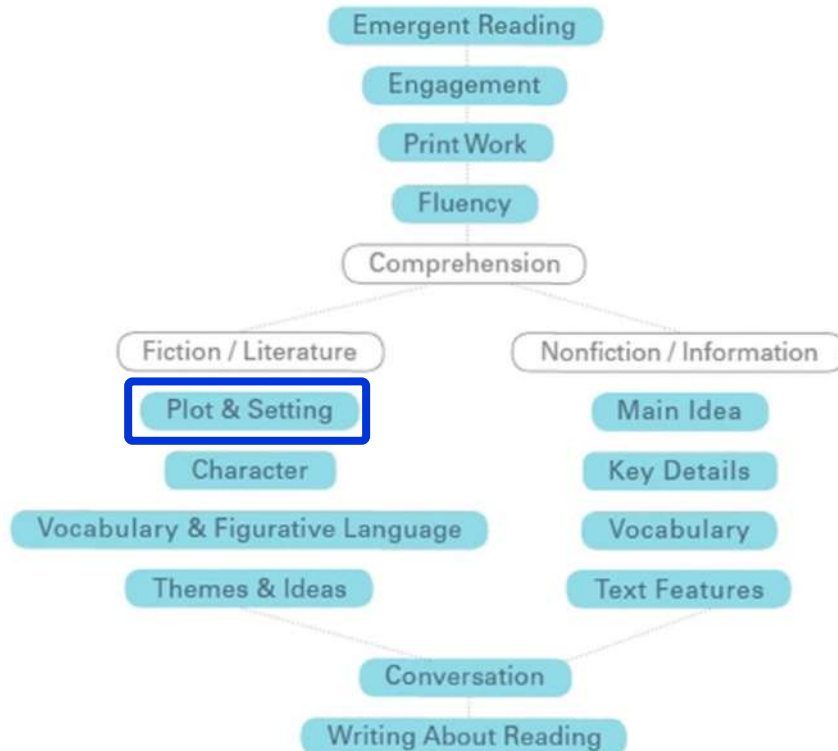 Emergent Reading
Engagement
Print Work
Fluency
Comprehension
Fiction / Literature
Plot & Setting
Character
Vocabulary & Figurative Language
Themes & Ideas
Nonfiction / Information
Main Idea
Key Details
Vocabulary
Text Features
Conversation
Writing About Reading